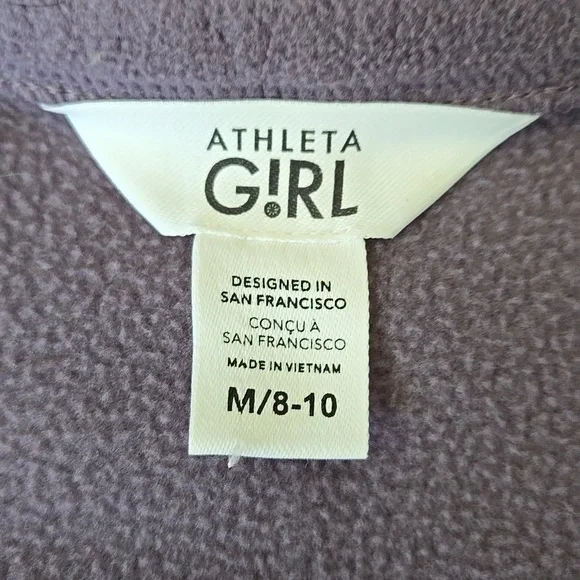 ATHLETA
G!RL
DESIGNED IN
SAN FRANCISCO
CONÇU À
SAN FRANCISCO
MADE IN VIETNAM
M/8-10